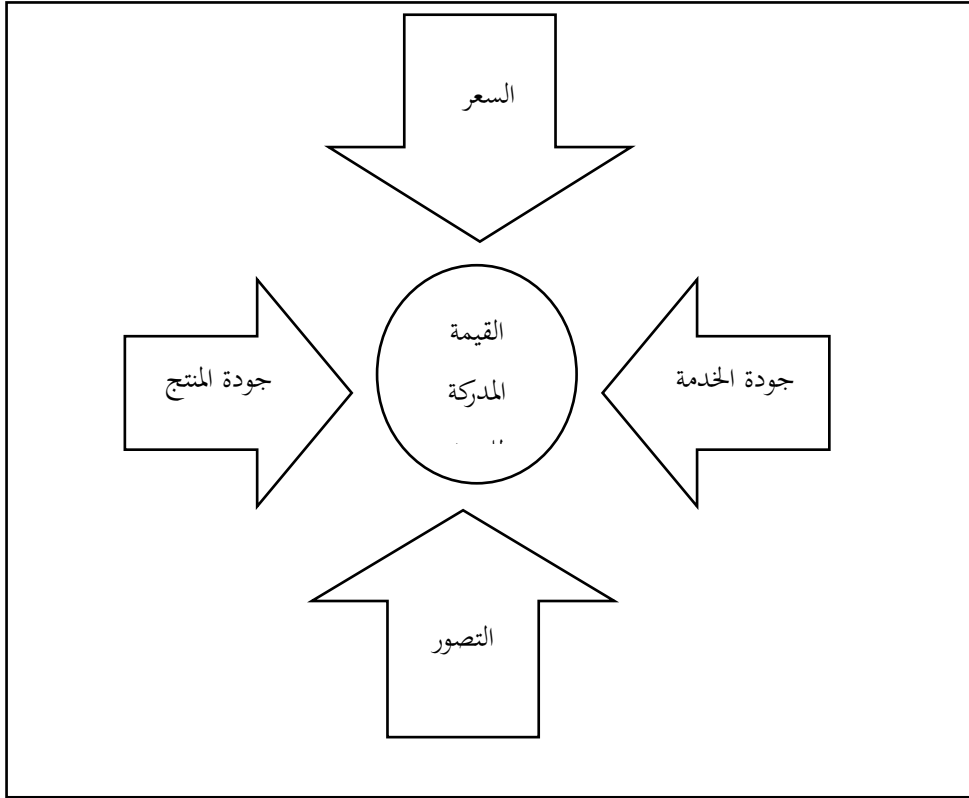 السعر
القيمة
المدركة
جودة الخدمة
جودة المنتج
التصور